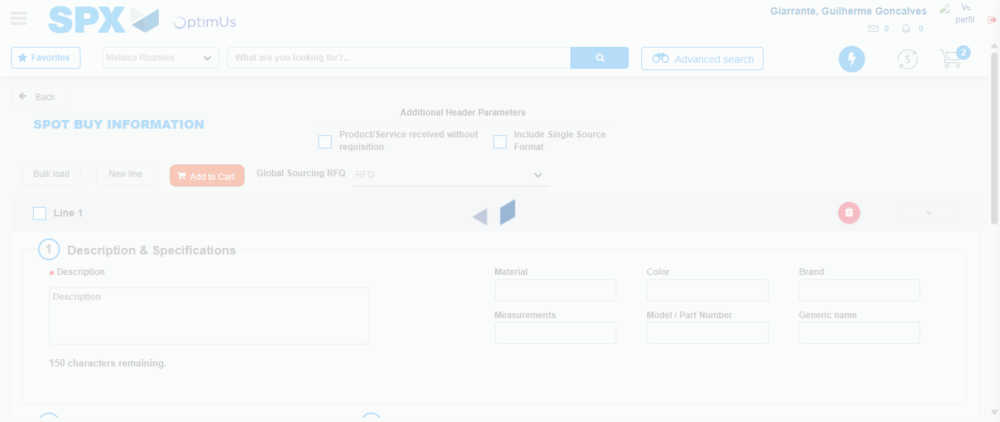 SPX OptimUs
Giarrante, Guilherme Goncalves
Ve
perfil
0 0
Favorites Metalsa Roanoke What are you looking for?... Advanced search $ 2
Back
SPOT BUY INFORMATION
Additional Header Parameters
Product/Service received without
requisition
Include Single Source
Format
Bulk load New line Add to Cart Global Sourcing RFQ RFQ
Line 1
1 Description & Specifications
* Description
Description
150 characters remaining.
Material Color Brand
Measurements Model / Part Number Generic name